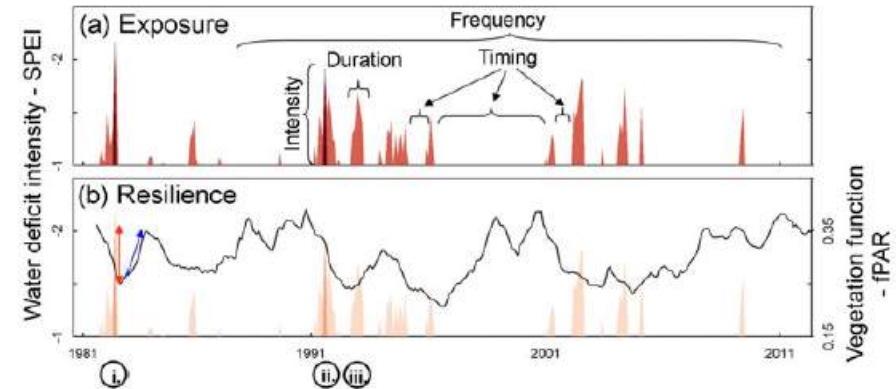 (a) Exposure
Frequency
Duration
Timing
Intensity
Water deficit intensity - SPEI
-2
-1
(b) Resilience
-2
-1
0.35
0.15
Vegetation function
- fPAR
1981
1991
2001
2011
i.
ii.
iii.